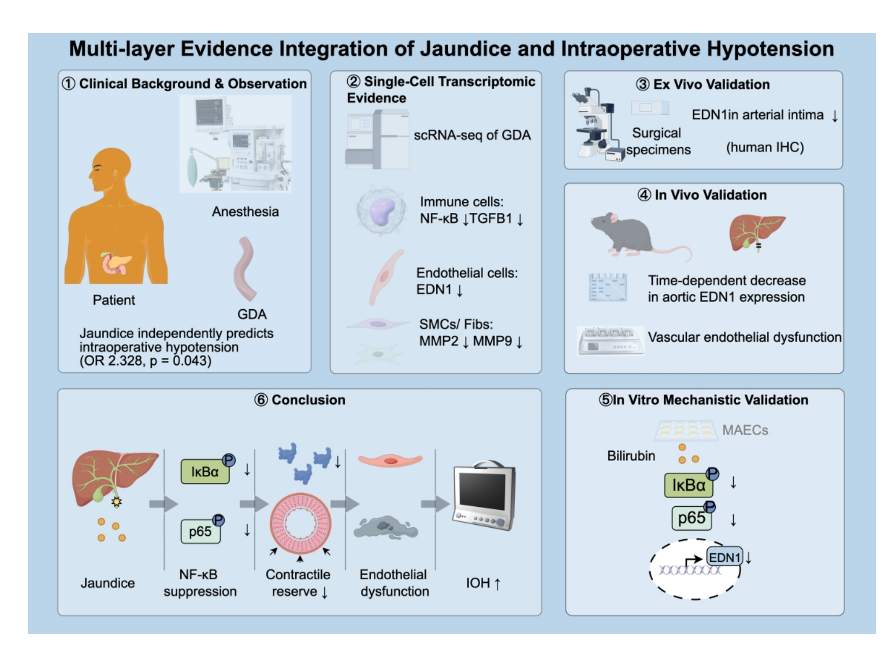 Multi-layer Evidence Integration of Jaundice and Intraoperative Hypotension
① Clinical Background & Observation
Anesthesia
Patient
GDA
Jaundice independently predicts
intraoperative hypotension
(OR 2.328, p = 0.043)
② Single-Cell Transcriptomic
Evidence
scRNA-seq of GDA
Immune cells:
NF-κB ↓TGFB1 ↓
Endothelial cells:
EDN1 ↓
SMCs/ Fibs:
MMP2 ↓ MMP9 ↓
③ Ex Vivo Validation
Surgical
specimens
EDN1in arterial intima ↓
(human IHC)
④ In Vivo Validation
Time-dependent decrease
in aortic EDN1 expression
Vascular endothelial dysfunction
⑤In Vitro Mechanistic Validation
MAECs
Bilirubin
P
IκBα ↓
P
p65 ↓
EDN1 ↓
⑥ Conclusion
Jaundice
P
IκBα ↓
P
p65 ↓
NF-κB
suppression
↓
Contractile
reserve ↓
Endothelial
dysfunction
IOH ↑